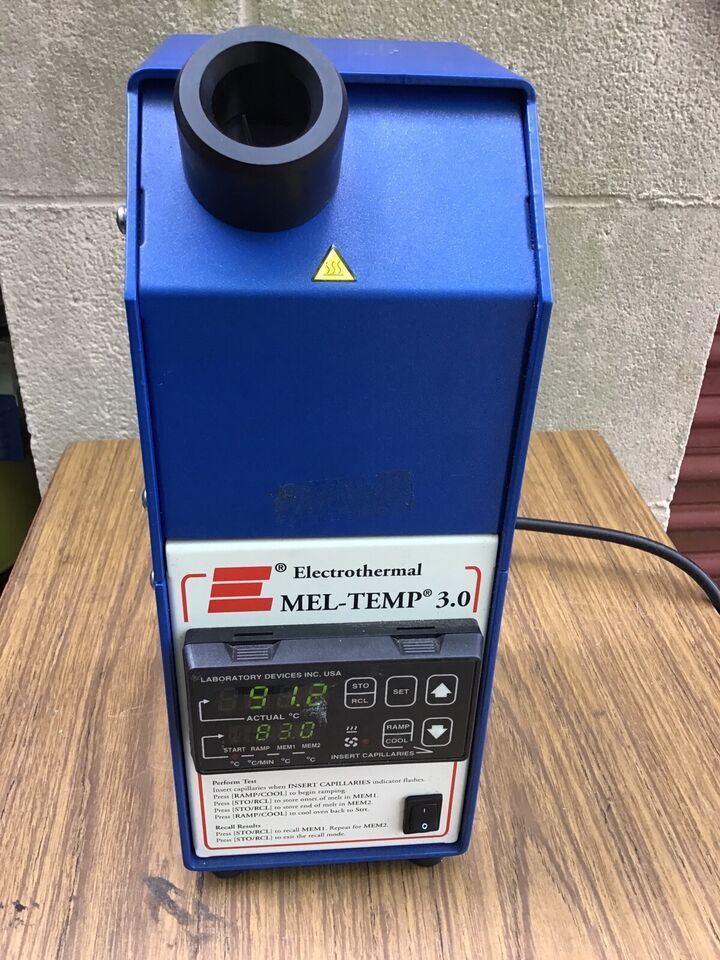 ® Electrothermal
MEL-TEMP® 3.0
LABORATORY DEVICES INC, USA
91.2
ACTUAL °C
83.0
START RAMP MEM1 MEM2
°C °C/MIN °C °C
STO
RCL
SET
RAMP
COOL
INSERT CAPILLARIES
Perform Test
Insert capillaries when INSERT CAPILLARIES indicator flashes.
Press [RAMP/COOL] to begin ramping.
Press [STO/RCL] to store onset of melt in MEM1.
Press [STO/RCL] to store end of melt in MEM2.
Press [RAMP/COOL] to cool oven back to Strt.
Recall Results
Press [STO/RCL] to recall MEM1. Repeat for MEM2.
Press [STO/RCL] to exit the recall mode.
I
O